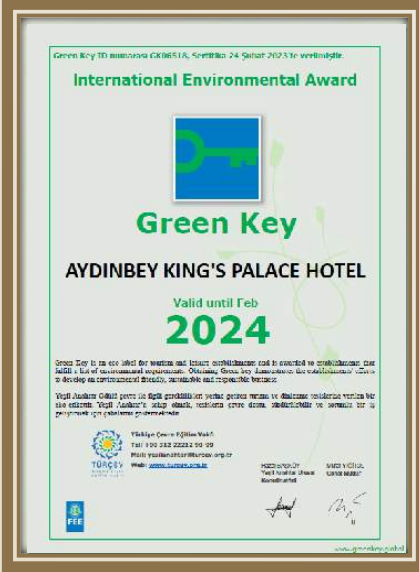 Green Key ID numarası GK06518, Sertifika 24 Şubat 2023'te verilmiştir.
International Environmental Award
Green Key
AYDINBEY KING'S PALACE HOTEL
Valid until Feb
2024
Green Key is an eco label for tourism and leisure establishments and is awarded to establishments that
fulfill a list of environmental requirements. Obtaining Green key demonstrates the establishments' efforts
to develop an environmental friendly, sustainable and responsible business
Yeşil Anahtar Ödülü çevre ile ilgili gereklilikleri yerine getiren turizm ve dinlenme tesislerine verilen bir
eko etikettir. Yeşil Anahtar'a sahip olmak, tesislerin çevre dostu, sürdürülebilir ve sorumlu bir iş
geliştirmek için çabalarını göstermektedir
Türkiye Çevre Eğitim Vakfı
Mail: yesilanahtar@turcev.org.tr
Web: www.turcev.org.tr
TÜRÇEV
Yeşil Anahtar Ulusal
Koordinatörü
Genel Müdür
FEE
www.greenkey.global